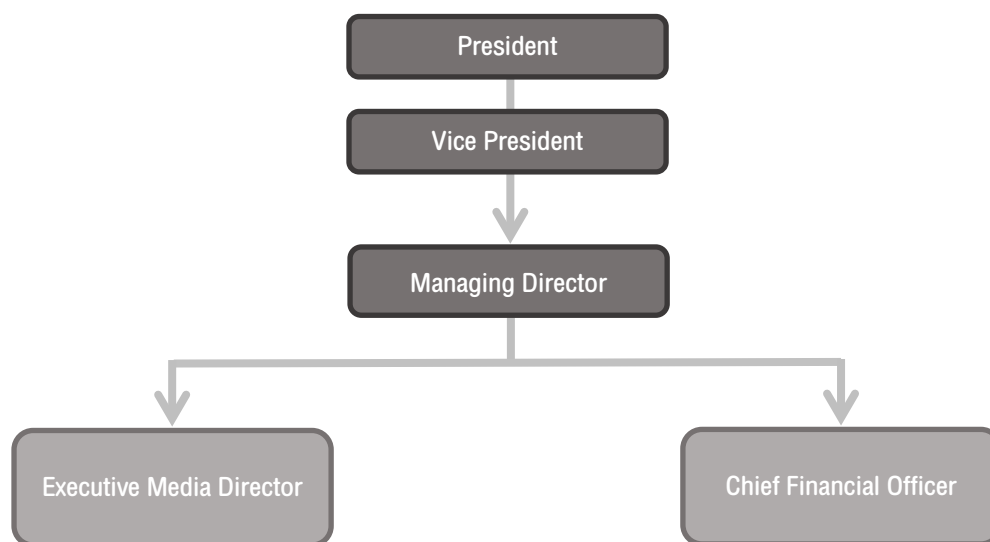 President
Vice President
Managing Director
Executive Media Director
Chief Financial Officer